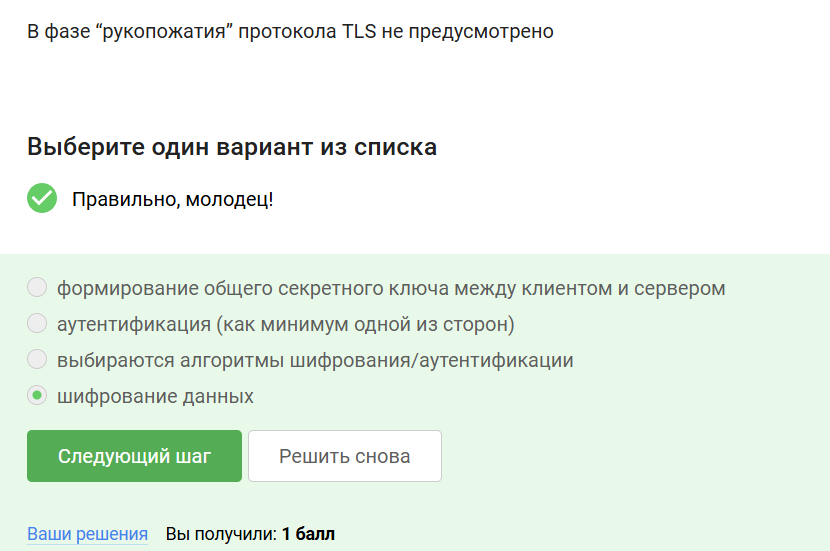 В фазе “рукопожатия” протокола TLS не предусмотрено
Выберите один вариант из списка
Правильно, молодец!
формирование общего секретного ключа между клиентом и сервером
аутентификация (как минимум одной из сторон)
выбираются алгоритмы шифрования/аутентификации
шифрование данных
Следующий шаг Решить снова
Ваши решения Вы получили: 1 балл